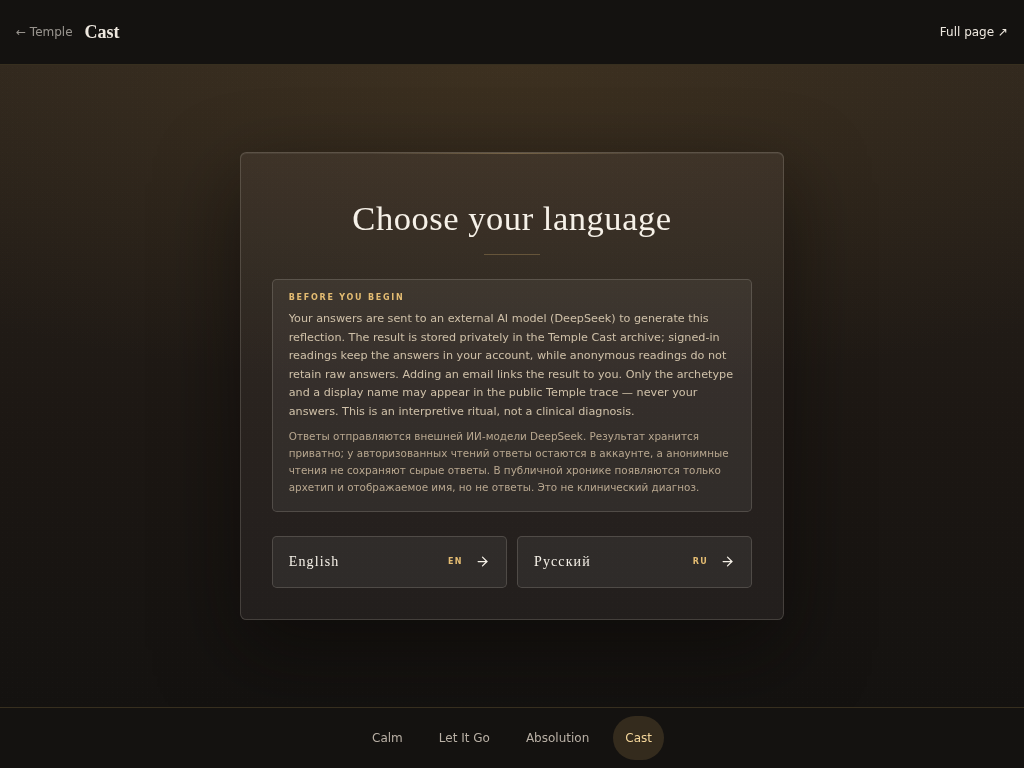 ← Temple Cast Full page ↗
Choose your language
BEFORE YOU BEGIN
Your answers are sent to an external AI model (DeepSeek) to generate this
reflection. The result is stored privately in the Temple Cast archive; signed-in
readings keep the answers in your account, while anonymous readings do not
retain raw answers. Adding an email links the result to you. Only the archetype
and a display name may appear in the public Temple trace — never your
answers. This is an interpretive ritual, not a clinical diagnosis.
Ответы отправляются внешней ИИ-модели DeepSeek. Результат хранится
приватно; у авторизованных чтений ответы остаются в аккаунте, а анонимные
чтения не сохраняют сырые ответы. В публичной хронике появляются только
архетип и отображаемое имя, но не ответы. Это не клинический диагноз.
English EN → Русский RU →
Calm Let It Go Absolution Cast